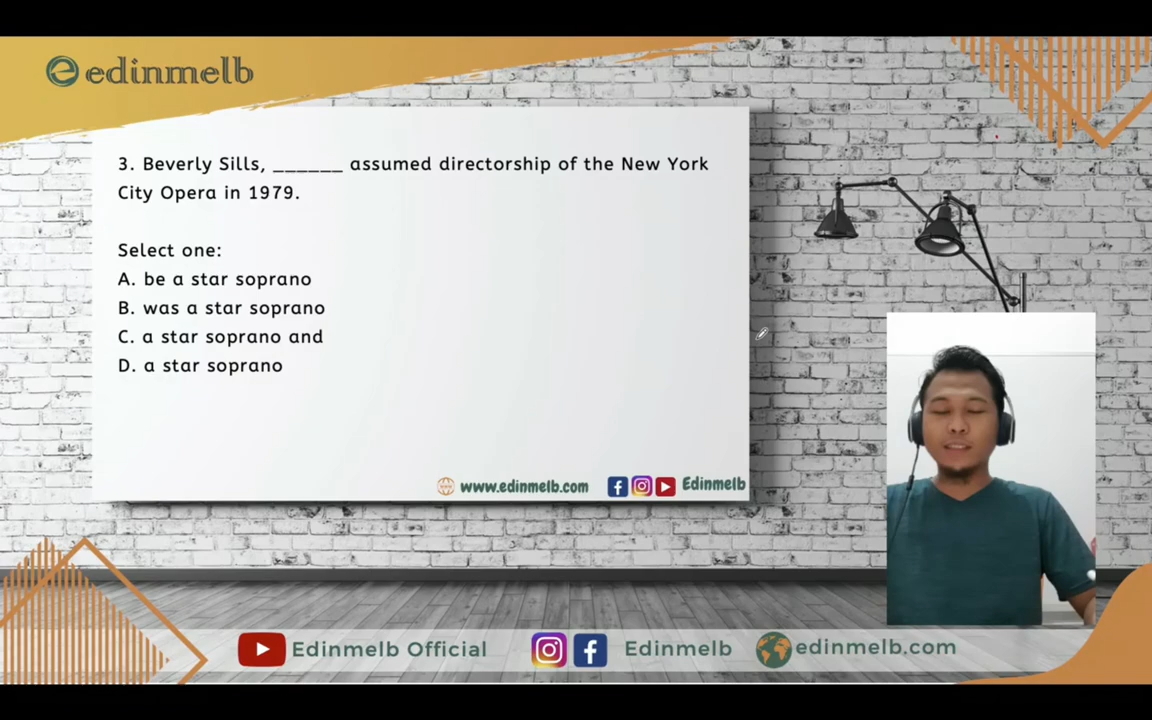 edinmelb
3. Beverly Sills, ______ assumed directorship of the New York
City Opera in 1979.
Select one:
A. be a star soprano
B. was a star soprano
C. a star soprano and
D. a star soprano
www.edinmelb.com Edinmelb
Edinmelb Official Edinmelb edinmelb.com